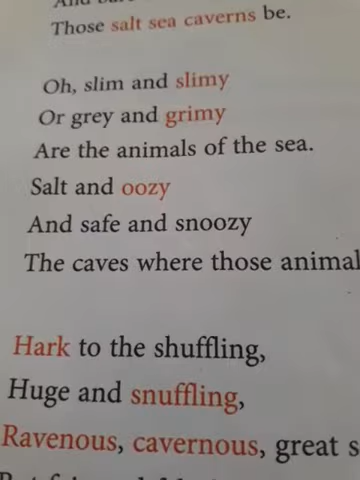 Those salt sea caverns be.
Oh, slim and slimy
Or grey and grimy
Are the animals of the sea.
Salt and oozy
And safe and snoozy
The caves where those animal
Hark to the shuffling,
Huge and snuffling,
Ravenous, cavernous, great s